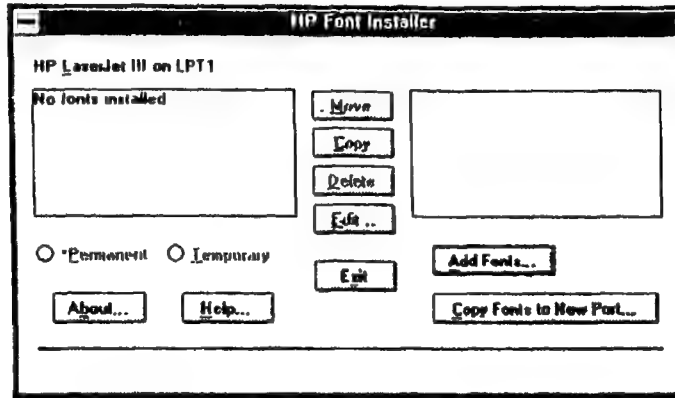 HP Font Installer
HP LaserJet III on LPT1
No fonts installed
Move
Copy
Delete
Edit...
*Permanent
Temporary
Exit
Add Fonts...
About...
Help...
Copy Fonts to New Port...